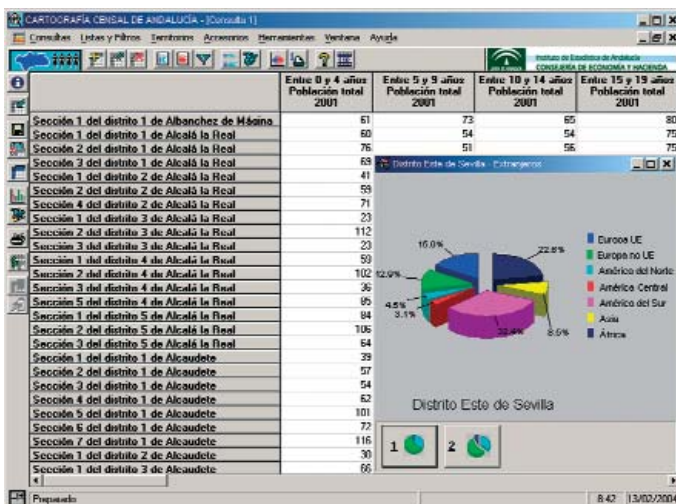 CARTOGRAFÍA CENSAL DE ANDALUCÍA - [Consulta 1]
Consultas Listas y Filtros Territorios Accesorios Herramientas Ventana Ayuda
Instituto de Estadística de Andalucía
CONSEJERÍA DE ECONOMÍA Y HACIENDA
Entre 0 y 4 años Entre 5 y 9 años Entre 10 y 14 años Entre 15 y 19 años
Población total Población total Población total Población total
2001 2001 2001 2001
Sección 1 del distrito 1 de Albanchez de Mágina 61 73 65 80
Sección 1 del distrito 1 de Alcalá la Real 60 54 54 75
Sección 2 del distrito 1 de Alcalá la Real 76 51 56 75
Sección 3 del distrito 1 de Alcalá la Real 69
Sección 1 del distrito 2 de Alcalá la Real 41
Sección 2 del distrito 2 de Alcalá la Real 59
Sección 4 del distrito 2 de Alcalá la Real 71
Sección 1 del distrito 3 de Alcalá la Real 23
Sección 2 del distrito 3 de Alcalá la Real 112
Sección 3 del distrito 3 de Alcalá la Real 23
Sección 1 del distrito 4 de Alcalá la Real 59
Sección 2 del distrito 4 de Alcalá la Real 102
Sección 3 del distrito 4 de Alcalá la Real 36
Sección 5 del distrito 4 de Alcalá la Real 85
Sección 1 del distrito 5 de Alcalá la Real 84
Sección 2 del distrito 5 de Alcalá la Real 106
Sección 3 del distrito 5 de Alcalá la Real 64
Sección 1 del distrito 1 de Alcaudete 39
Sección 2 del distrito 1 de Alcaudete 57
Sección 3 del distrito 1 de Alcaudete 54
Sección 4 del distrito 1 de Alcaudete 62
Sección 5 del distrito 1 de Alcaudete 101
Sección 6 del distrito 1 de Alcaudete 72
Sección 7 del distrito 1 de Alcaudete 116
Sección 1 del distrito 2 de Alcaudete 30
Sección 1 del distrito 3 de Alcaudete 66
Distrito Este de Sevilla - Extranjeros
22.6%
12.9%
4.5%
3.1%
8.5%
Europa UE
Europa no UE
América del Norte
América Central
América del Sur
Asia
África
Distrito Este de Sevilla
1 2
Preparado 8:42 13/02/2004